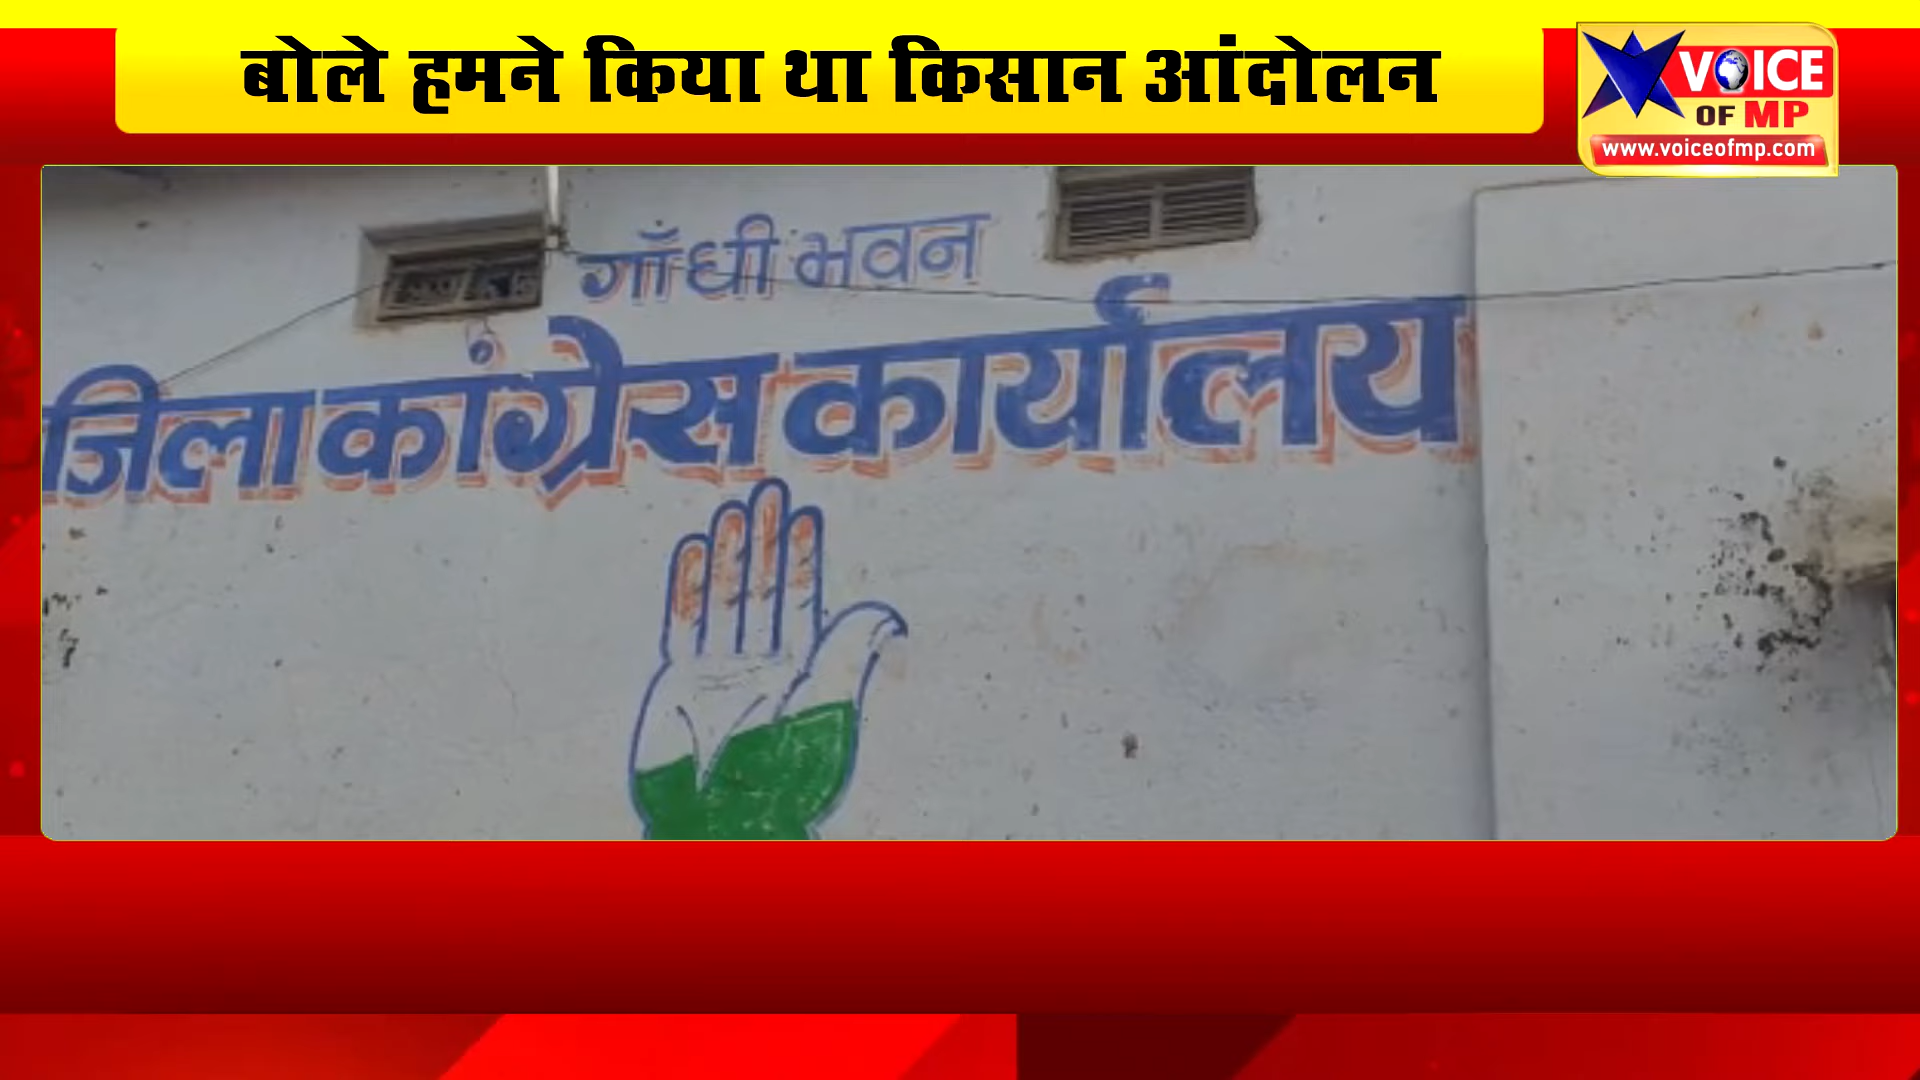 बोले हमने किया था किसान आंदोलन
VOICE
OF MP
www.voiceofmp.com
गाँधी भवन
जिला कांग्रेस कार्यालय